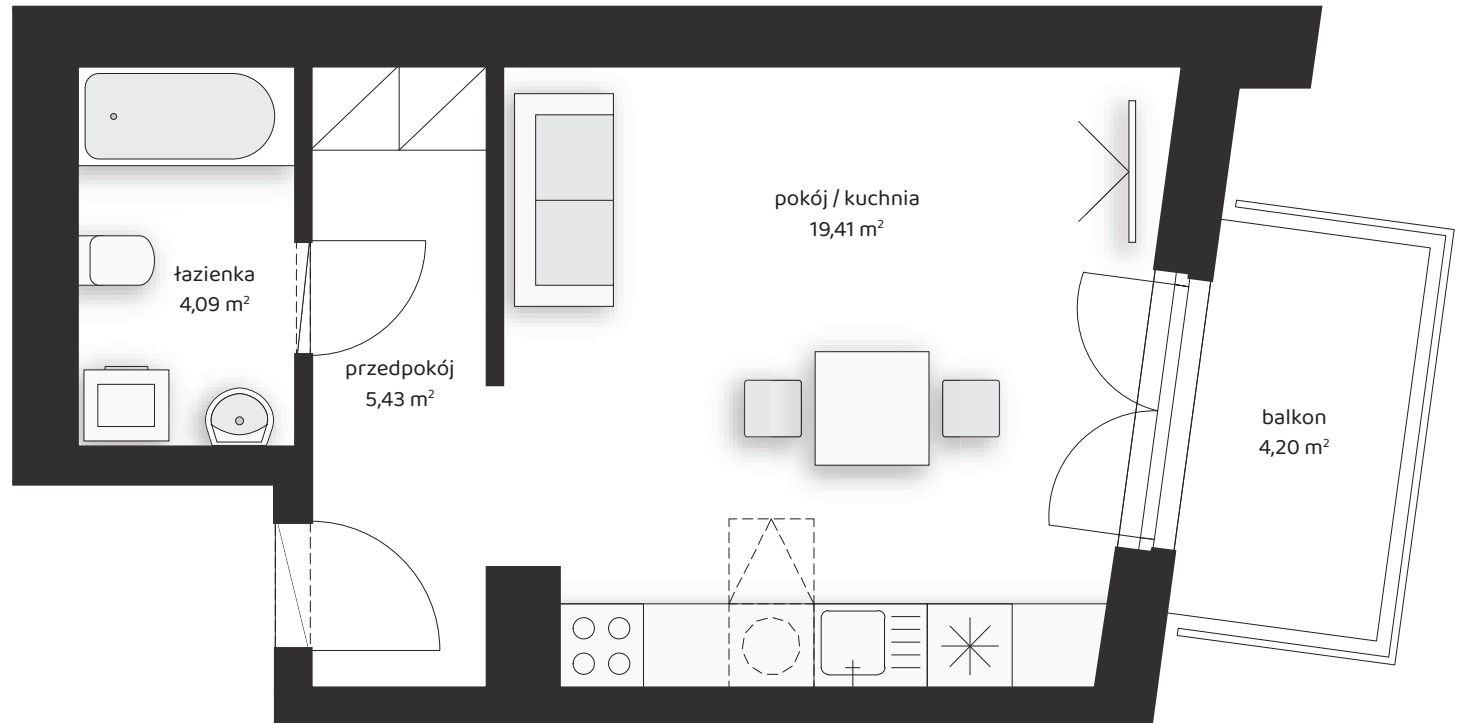 pokój / kuchnia
19,41 m²
łazienka
4,09 m²
przedpokój
5,43 m²
balkon
4,20 m²